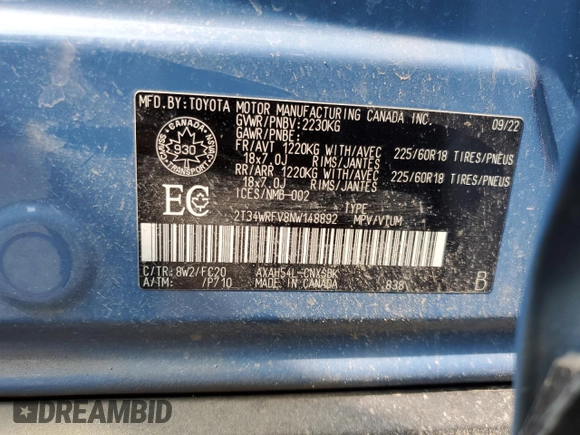 MFD.BY:TOYOTA MOTOR MANUFACTURING CANADA INC.
GVWR/PNBV:2230KG 09/22
GAWR/PNBE:
FR/AVT 1220KG WITH/AVEC 225/60R18 TIRES/PNEUS
18x7.0J RIMS/JANTES
RR/ARR 1220KG WITH/AVEC 225/60R18 TIRES/PNEUS
18x7.0J RIMS/JANTES
ICES/NMB-002
TYPE
2T34WRFV8NW148892 MPV/VTUM
CANADA
930
TRANSPORT
EC
C/TR:8W2/FC20 AXAH54L-CNXSBK
A/TM: /P710 MADE IN CANADA 838 B
DREAMBID